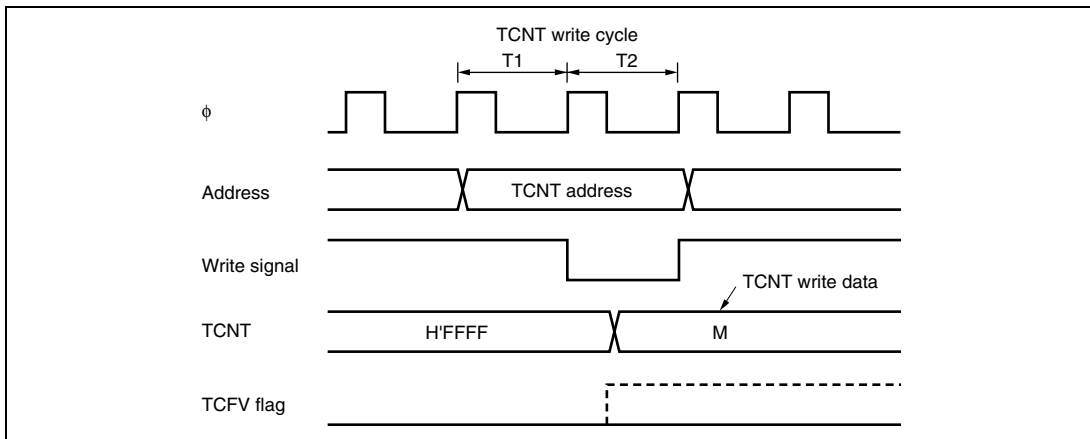 TCNT write cycle
T1 T2
ϕ
Address TCNT address
Write signal
TCNT write data
TCNT H'FFFF M
TCFV flag